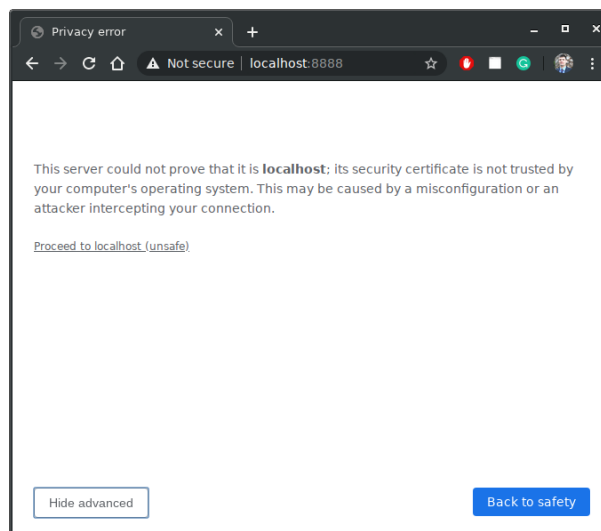 Privacy error
Not secure localhost:8888
This server could not prove that it is localhost; its security certificate is not trusted by
your computer's operating system. This may be caused by a misconfiguration or an
attacker intercepting your connection.
Proceed to localhost (unsafe)
Hide advanced
Back to safety